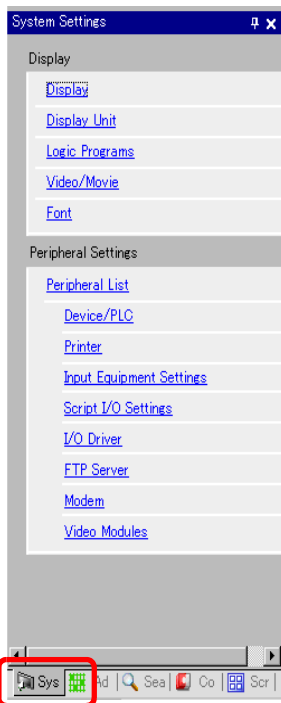 System Settings
Display
Display
Display Unit
Logic Programs
Video/Movie
Font
Peripheral Settings
Peripheral List
Device/PLC
Printer
Input Equipment Settings
Script I/O Settings
I/O Driver
FTP Server
Modem
Video Modules
Sys Ad Sea Co Scr